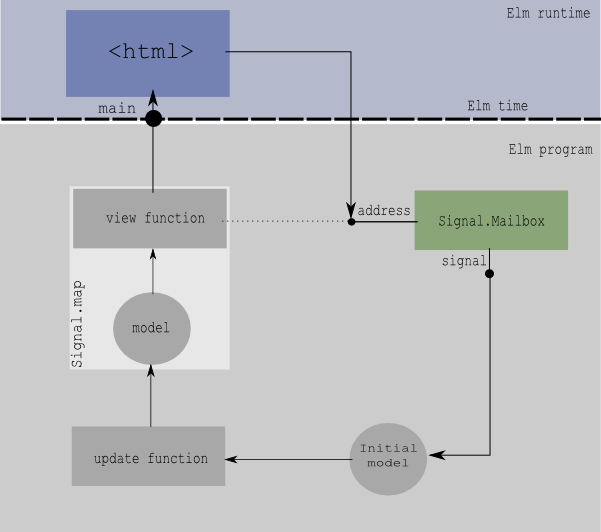 Elm runtime
<html>
main
Elm time
Elm program
view function
address
Signal.Mailbox
signal
Signal.map
model
Initial
model
update function